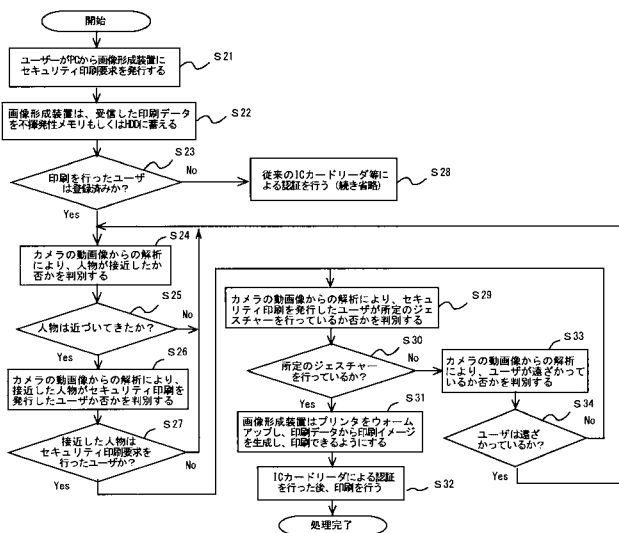 開始
ユーザーがPCから画像形成装置に
セキュリティ印刷要求を発行する
S21
画像形成装置は、受信した印刷データ
を不揮発性メモリもしくはHDDに蓄える
S22
S23
印刷を行ったユーザ
は登録済みか?
No
Yes
従来のICカードリーダ等に
よる認証を行う (続き省略)
S28
S24
カメラの動画像からの解析
により、人物が接近したか
否かを判別する
S25
人物は近づいてきたか?
No
Yes
S26
カメラの動画像からの解析により、
接近した人物がセキュリティ印刷を
発行したユーザか否かを判別する
S27
接近した人物は
セキュリティ印刷要求を
行ったユーザか?
No
Yes
カメラの動画像からの解析により、セキュ
リティ印刷を発行したユーザが所定のジェ
スチャーを行っているか否かを判別する
S29
S30
所定のジェスチャー
を行っているか?
No
Yes
S31
画像形成装置はプリンタをウォーム
アップし、印刷データから印刷イメージ
を生成し、印刷できるようにする
ICカードリーダによる認証
を行った後、印刷を行う
S32
処理完了
S33
カメラの動画像からの解析
により、ユーザが遠ざかって
いるか否かを判別する
S34
ユーザは遠ざ
かっているか?
No
Yes